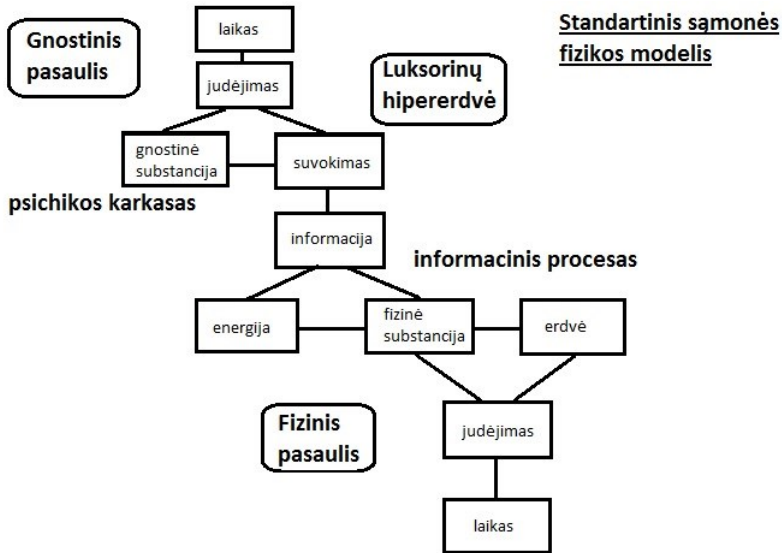 Standartinis sąmonės
fizikos modelis
Gnostinis
pasaulis
laikas
judėjimas
Luksorinų
hipererdvė
gnostinė
substancija
suvokimas
psichikos karkasas
informacija
informacinis procesas
energija
fizinė
substancija
erdvė
Fizinis
pasaulis
judėjimas
laikas